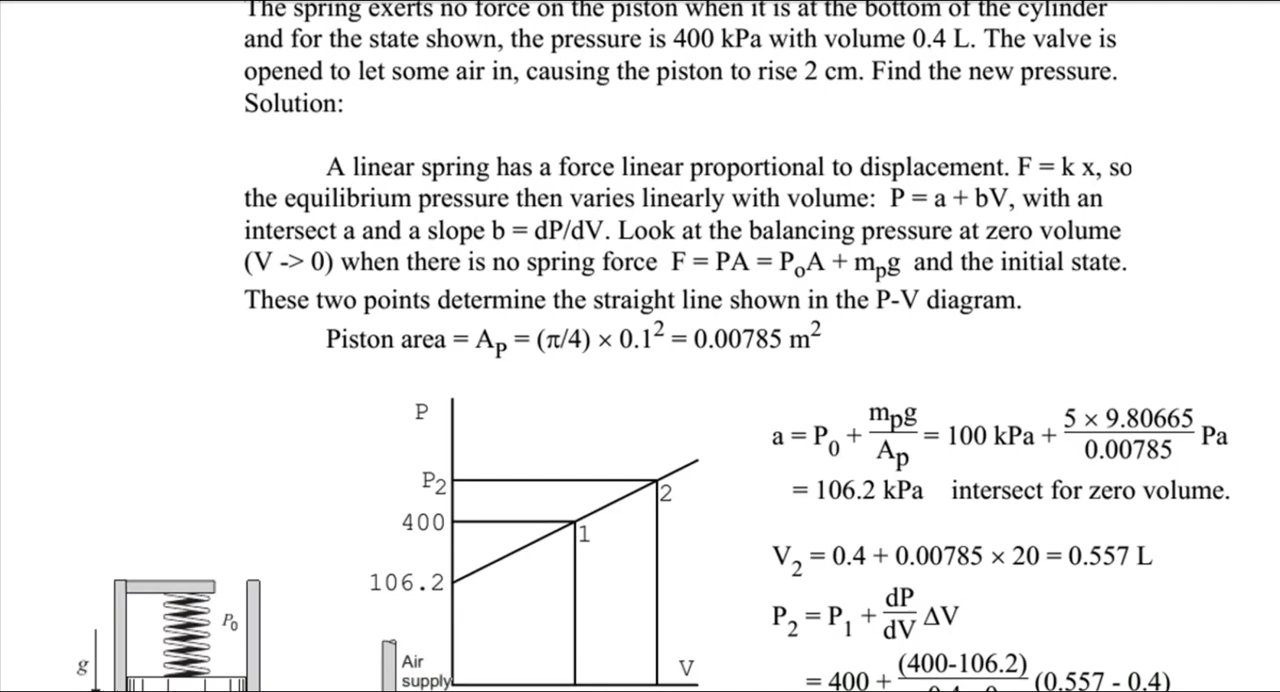 The spring exerts no force on the piston when it is at the bottom of the cylinder
and for the state shown, the pressure is 400 kPa with volume 0.4 L. The valve is
opened to let some air in, causing the piston to rise 2 cm. Find the new pressure.
Solution:
A linear spring has a force linear proportional to displacement. F = k x, so
the equilibrium pressure then varies linearly with volume: P = a + bV, with an
intersect a and a slope b = dP/dV. Look at the balancing pressure at zero volume
(V -> 0) when there is no spring force F = PA = PₒA + mₚg and the initial state.
These two points determine the straight line shown in the P-V diagram.
Piston area = Aₚ = (π/4) × 0.1² = 0.00785 m²
P
P₂
400
106.2
2
1
V
a = P₀ + mₚg/Aₚ = 100 kPa + 5 × 9.80665/0.00785 Pa
= 106.2 kPa intersect for zero volume.
V₂ = 0.4 + 0.00785 × 20 = 0.557 L
P₂ = P₁ + dP/dV ΔV
= 400 + (400-106.2) (0.557 - 0.4)
P₀
g
Air
supply